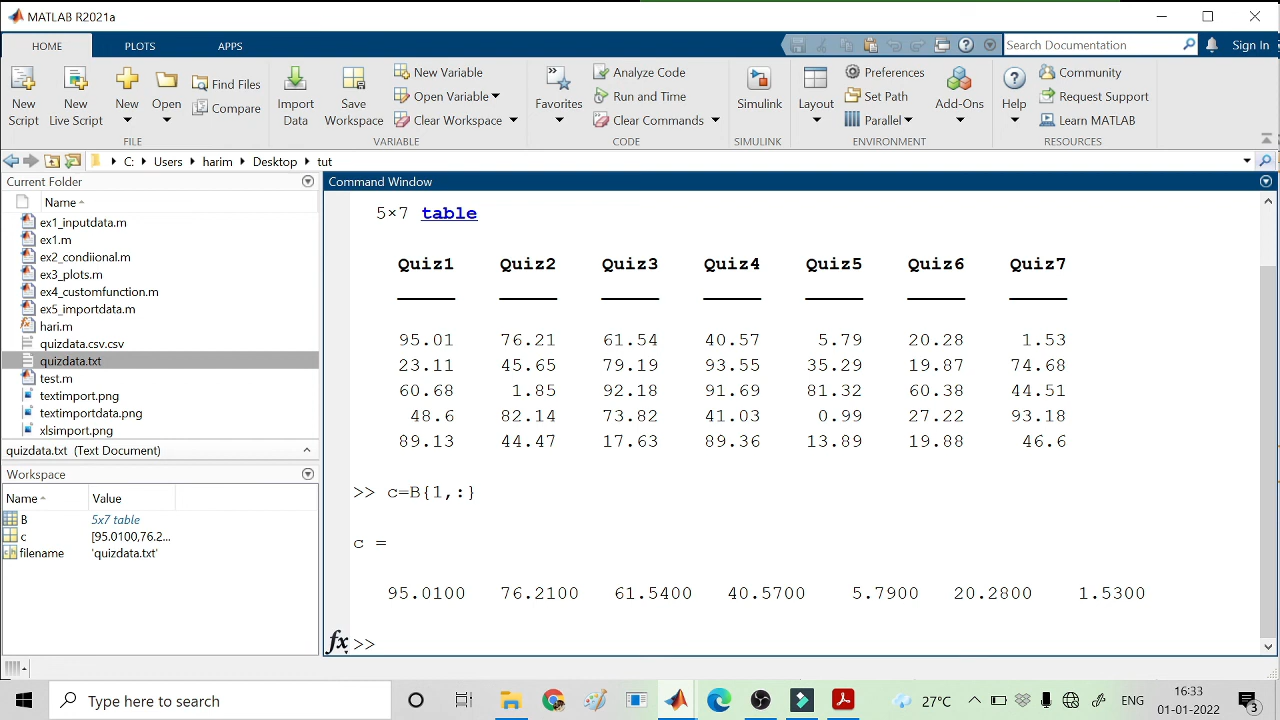 MATLAB R2021a
HOME PLOTS APPS
Search Documentation Sign In
New Script
New Live Script
New
Open
Find Files
Compare
FILE
Import Data
Save Workspace
New Variable
Open Variable
Clear Workspace
VARIABLE
Favorites
Analyze Code
Run and Time
Clear Commands
CODE
Simulink
SIMULINK
Layout
Preferences
Set Path
Parallel
Add-Ons
ENVIRONMENT
Help
Community
Request Support
Learn MATLAB
RESOURCES
C: Users harim Desktop tut
Current Folder
Name
ex1_inputdata.m
ex1.m
ex2_condiional.m
ex3_plots.m
ex4_customfunction.m
ex5_importdata.m
hari.m
quizdata.csv.csv
quizdata.txt
test.m
textimport.png
textimportdata.png
xlsimport.png
quizdata.txt (Text Document)
Workspace
Name Value
B 5x7 table
c [95.0100,76.2...
filename 'quizdata.txt'
Command Window
5×7 table
Quiz1 Quiz2 Quiz3 Quiz4 Quiz5 Quiz6 Quiz7
95.01 76.21 61.54 40.57 5.79 20.28 1.53
23.11 45.65 79.19 93.55 35.29 19.87 74.68
60.68 1.85 92.18 91.69 81.32 60.38 44.51
48.6 82.14 73.82 41.03 0.99 27.22 93.18
89.13 44.47 17.63 89.36 13.89 19.88 46.6
>> c=B{1,:}
c =
95.0100 76.2100 61.5400 40.5700 5.7900 20.2800 1.5300
fx >>
Type here to search
27°C
ENG
16:33
01-01-2022
3